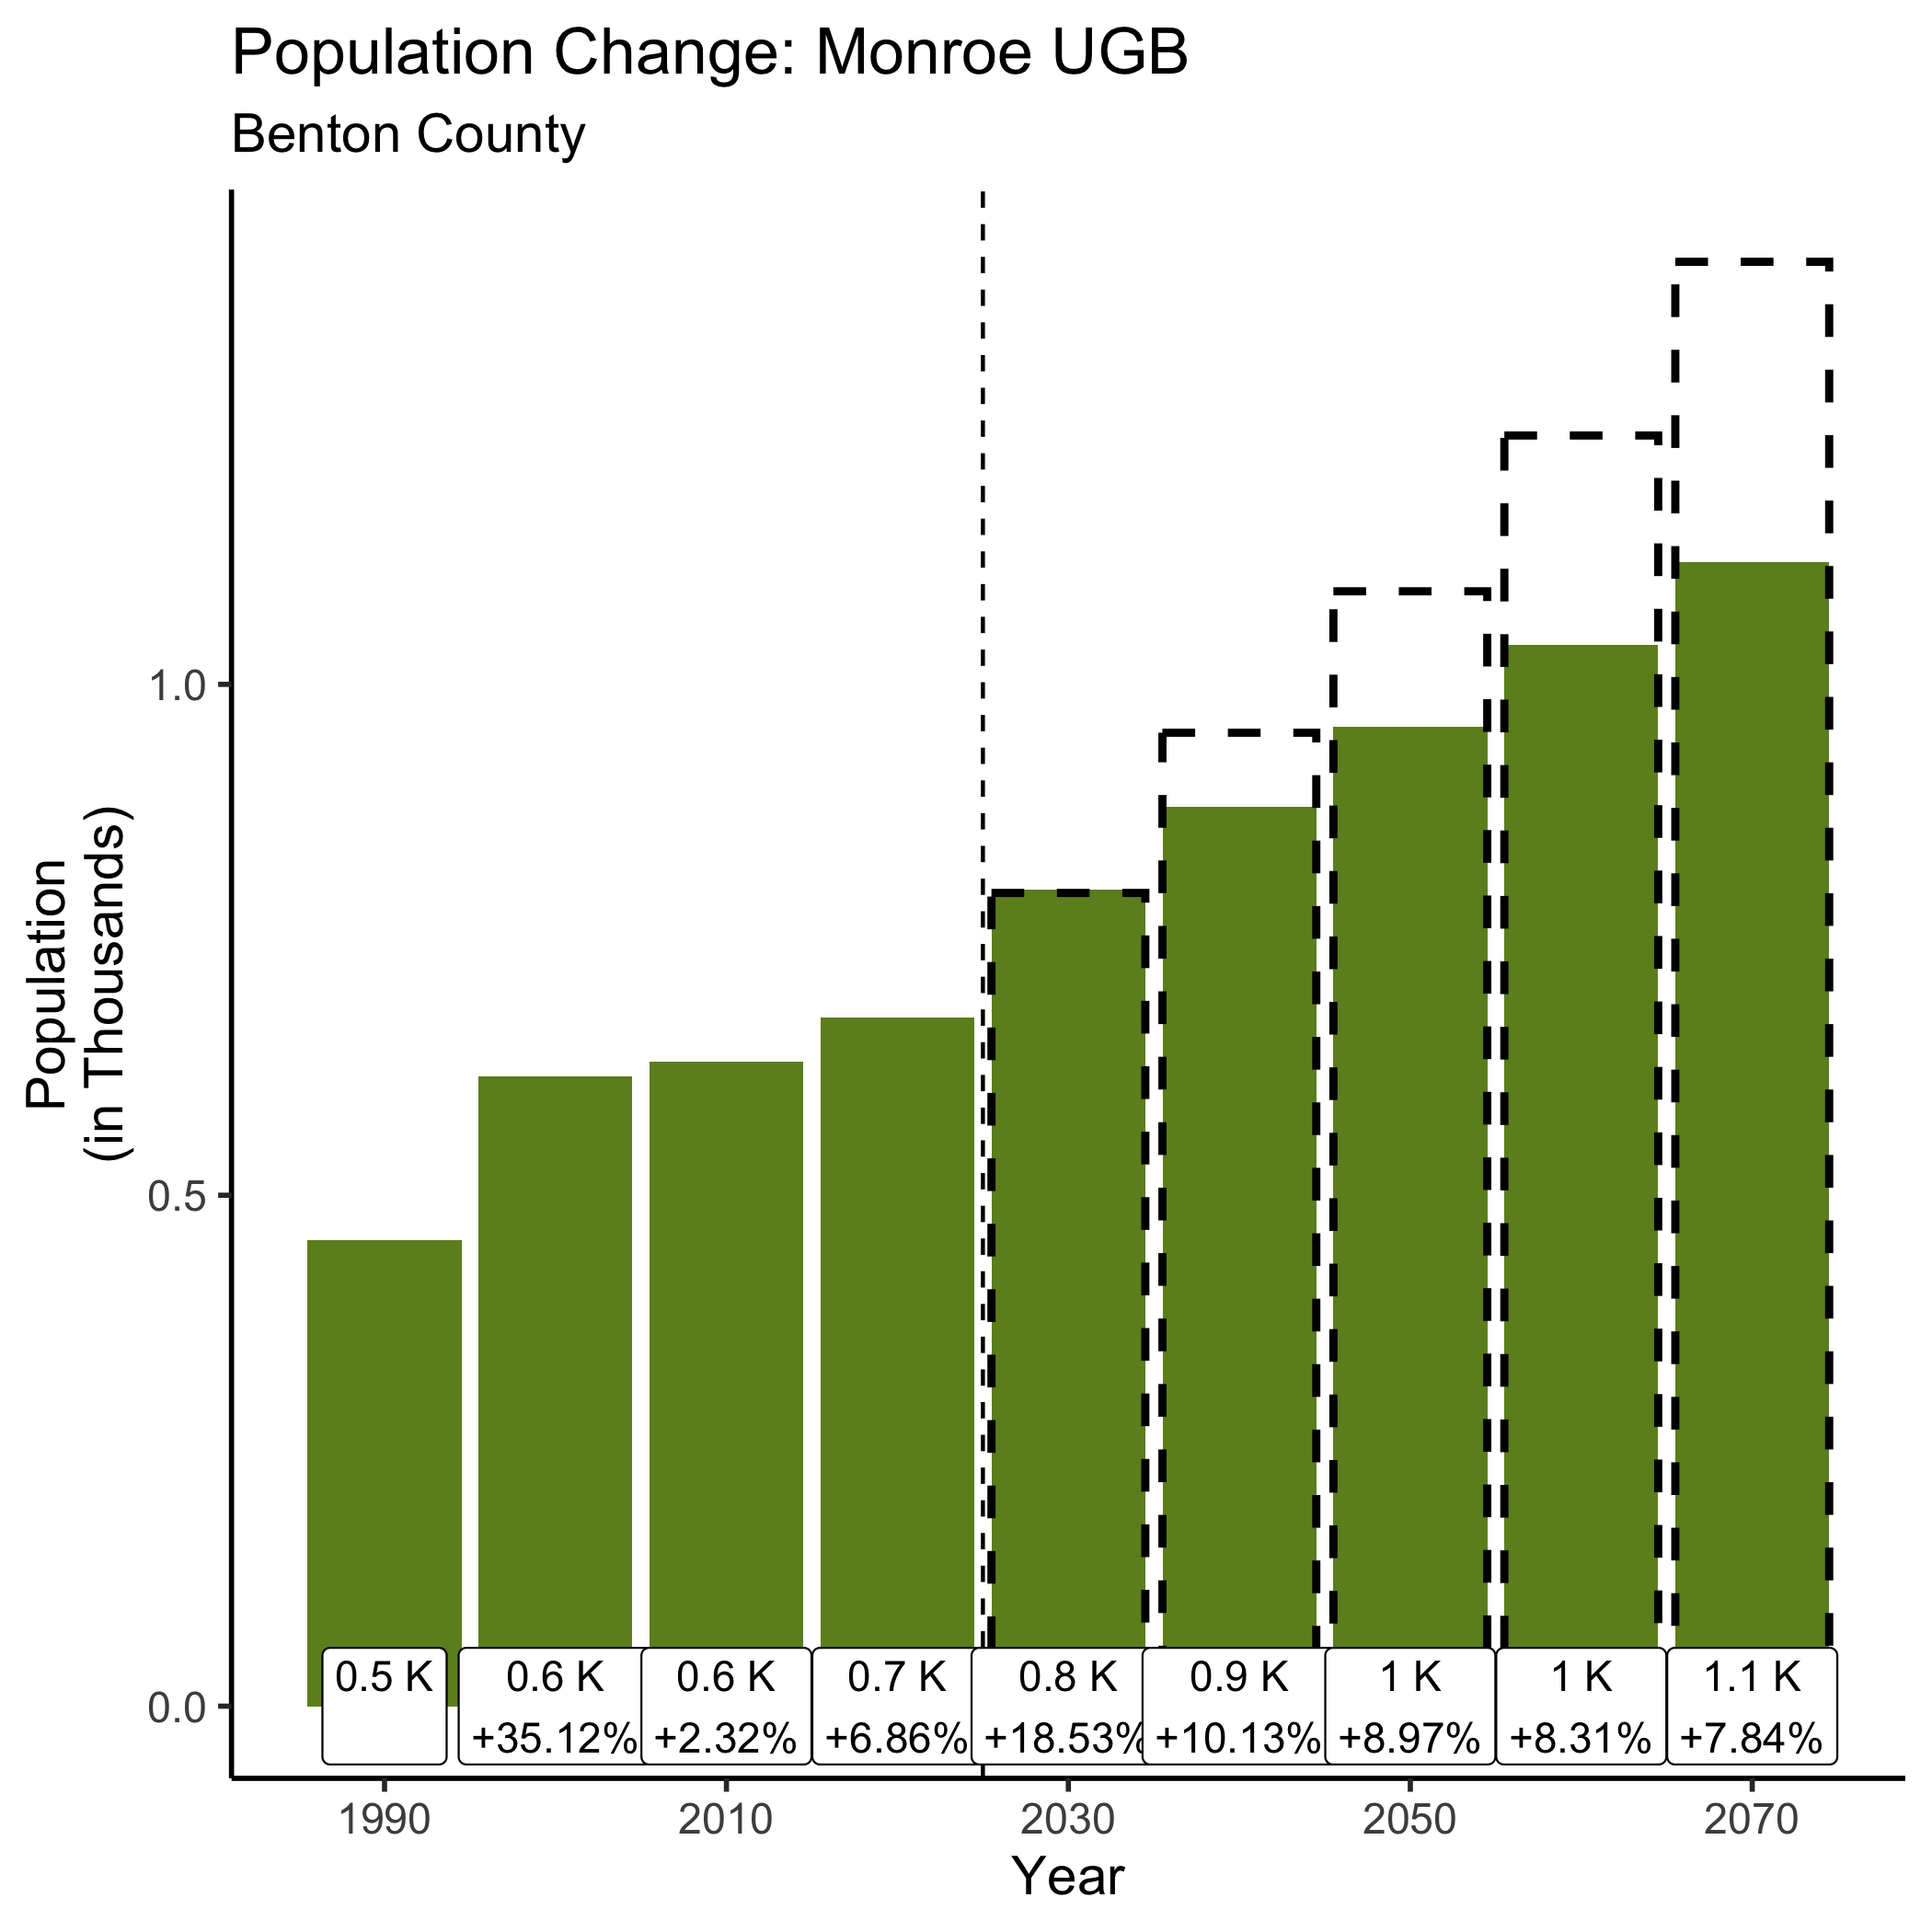 Population Change: Monroe UGB
Benton County
Population
(in Thousands)
1.0
0.5
0.0
0.5 K
0.6 K
+35.12%
0.6 K
+2.32%
0.7 K
+6.86%
0.8 K
+18.53%
0.9 K
+10.13%
1 K
+8.97%
1 K
+8.31%
1.1 K
+7.84%
1990
2010
2030
2050
2070
Year